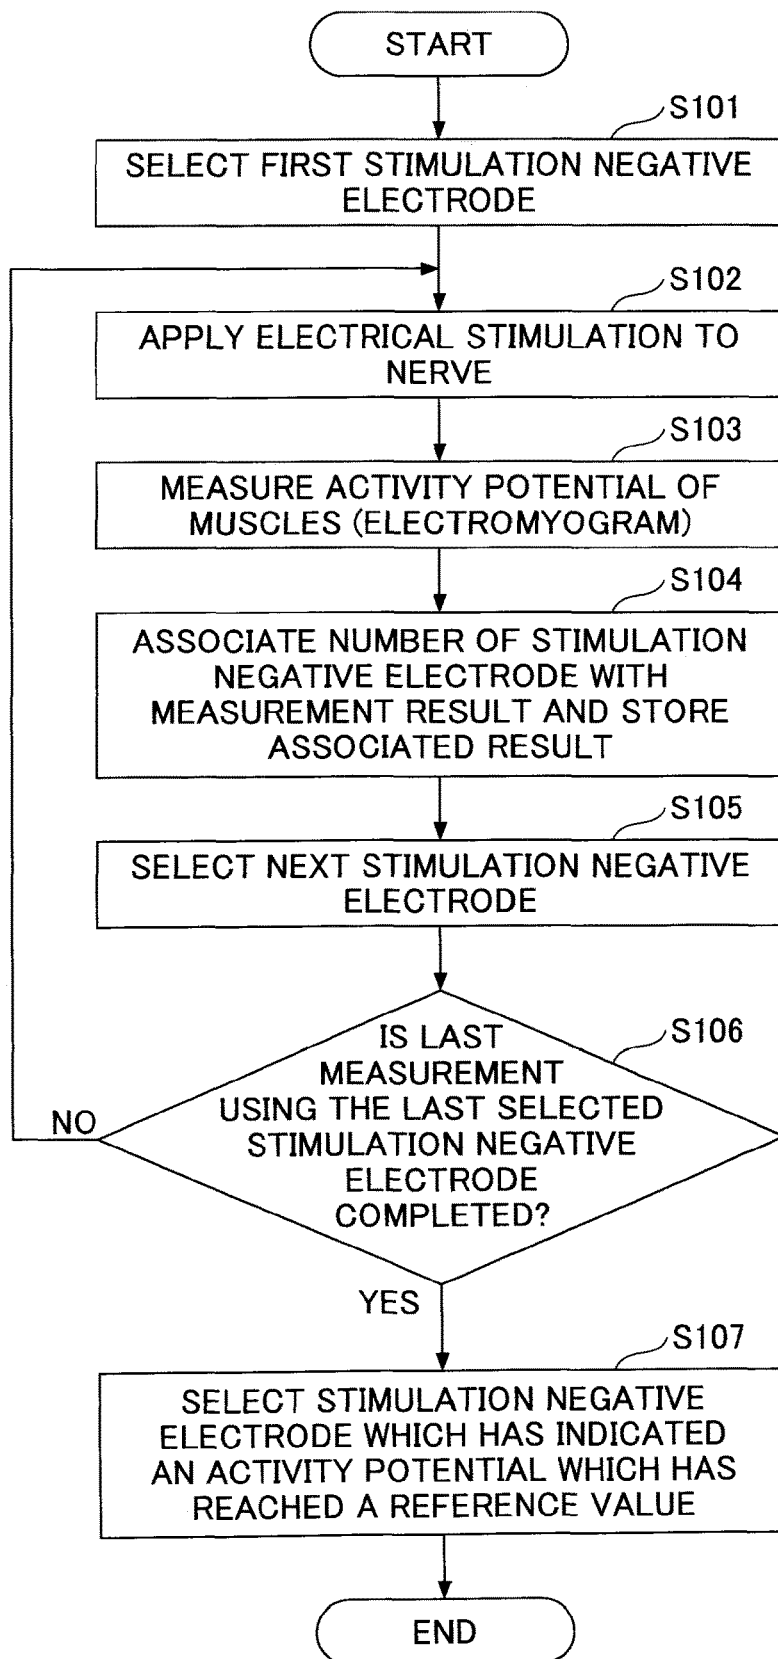 START
S101
SELECT FIRST STIMULATION NEGATIVE
ELECTRODE
S102
APPLY ELECTRICAL STIMULATION TO
NERVE
S103
MEASURE ACTIVITY POTENTIAL OF
MUSCLES (ELECTROMYOGRAM)
S104
ASSOCIATE NUMBER OF STIMULATION
NEGATIVE ELECTRODE WITH
MEASUREMENT RESULT AND STORE
ASSOCIATED RESULT
S105
SELECT NEXT STIMULATION NEGATIVE
ELECTRODE
S106
IS LAST
MEASUREMENT
USING THE LAST SELECTED
STIMULATION NEGATIVE
ELECTRODE
COMPLETED?
NO
YES
S107
SELECT STIMULATION NEGATIVE
ELECTRODE WHICH HAS INDICATED
AN ACTIVITY POTENTIAL WHICH HAS
REACHED A REFERENCE VALUE
END